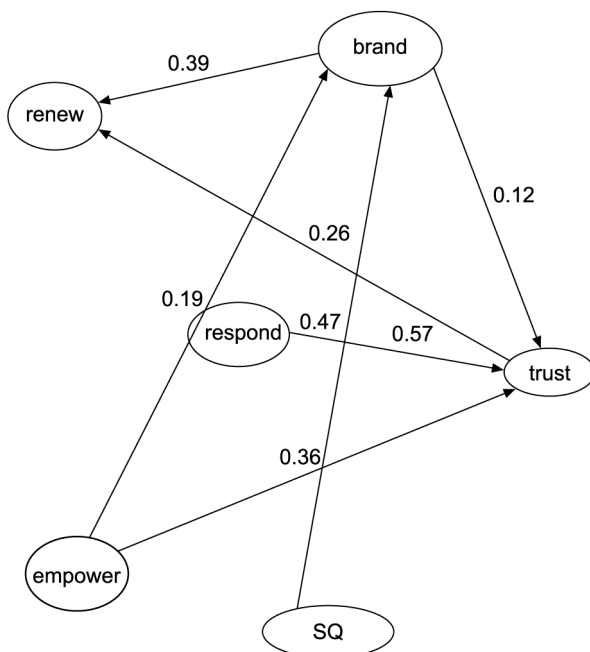 brand
0.39
renew
0.12
0.26
0.19
respond
0.47
0.57
trust
0.36
empower
SQ